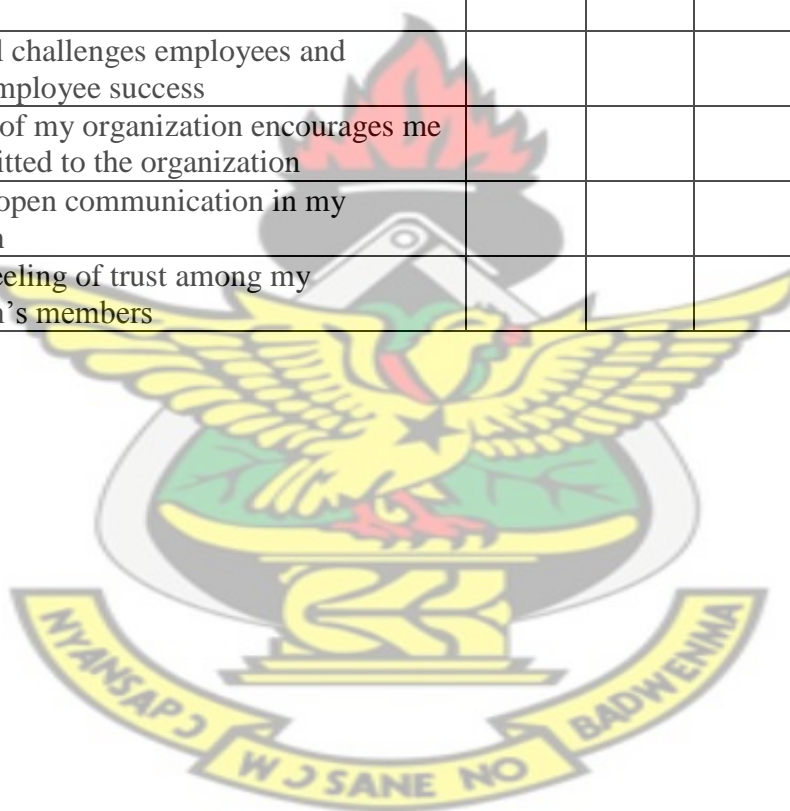 challenges employees and
mployee success
of my organization encourages me
itted to the organization
open communication in my
n
eeling of trust among my
n’s members
NYANSAPƆ
WƆSANE NO
BADWENMA